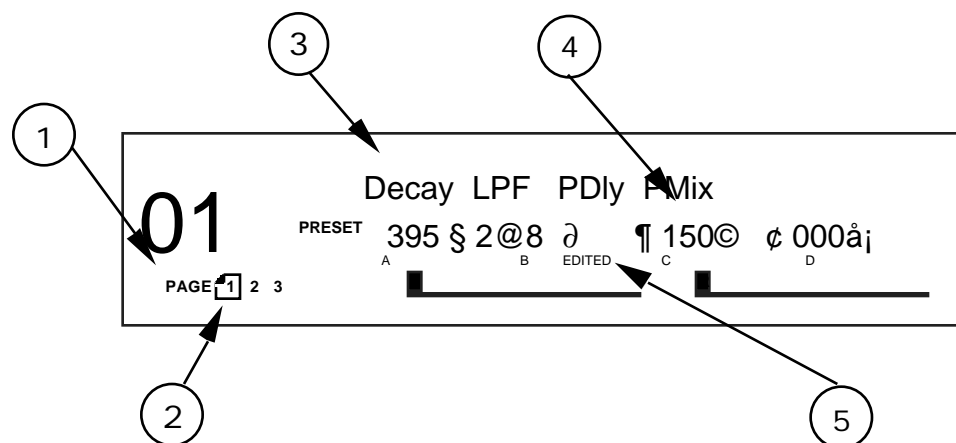 3
4
1
Decay LPF PDly PMix
01
PRESET 395 § 2@8 ∂ ¶ 150© ¢ 000å¡
A B EDITED C D
PAGE 1 2 3
2
5